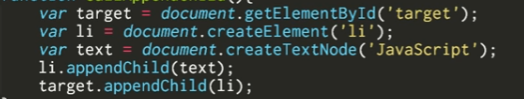 var target = document.getElementById('target');
var li = document.createElement('li');
var text = document.createTextNode('JavaScript');
li.appendChild(text);
target.appendChild(li);